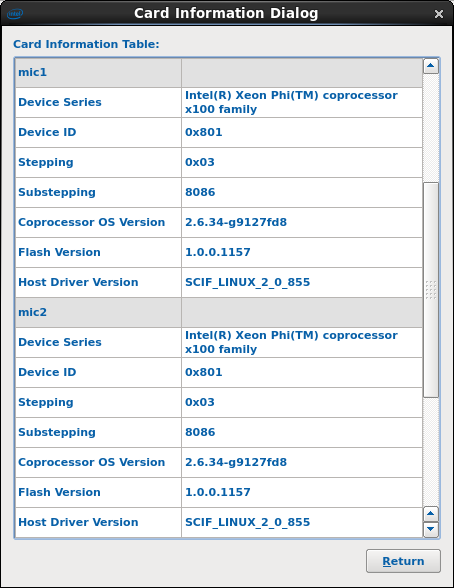 Card Information Dialog
Card Information Table:
mic1
Device Series Intel(R) Xeon Phi(TM) coprocessor
x100 family
Device ID 0x801
Stepping 0x03
Substepping 8086
Coprocessor OS Version 2.6.34-g9127fd8
Flash Version 1.0.0.1157
Host Driver Version SCIF_LINUX_2_0_855
mic2
Device Series Intel(R) Xeon Phi(TM) coprocessor
x100 family
Device ID 0x801
Stepping 0x03
Substepping 8086
Coprocessor OS Version 2.6.34-g9127fd8
Flash Version 1.0.0.1157
Host Driver Version SCIF_LINUX_2_0_855
Return